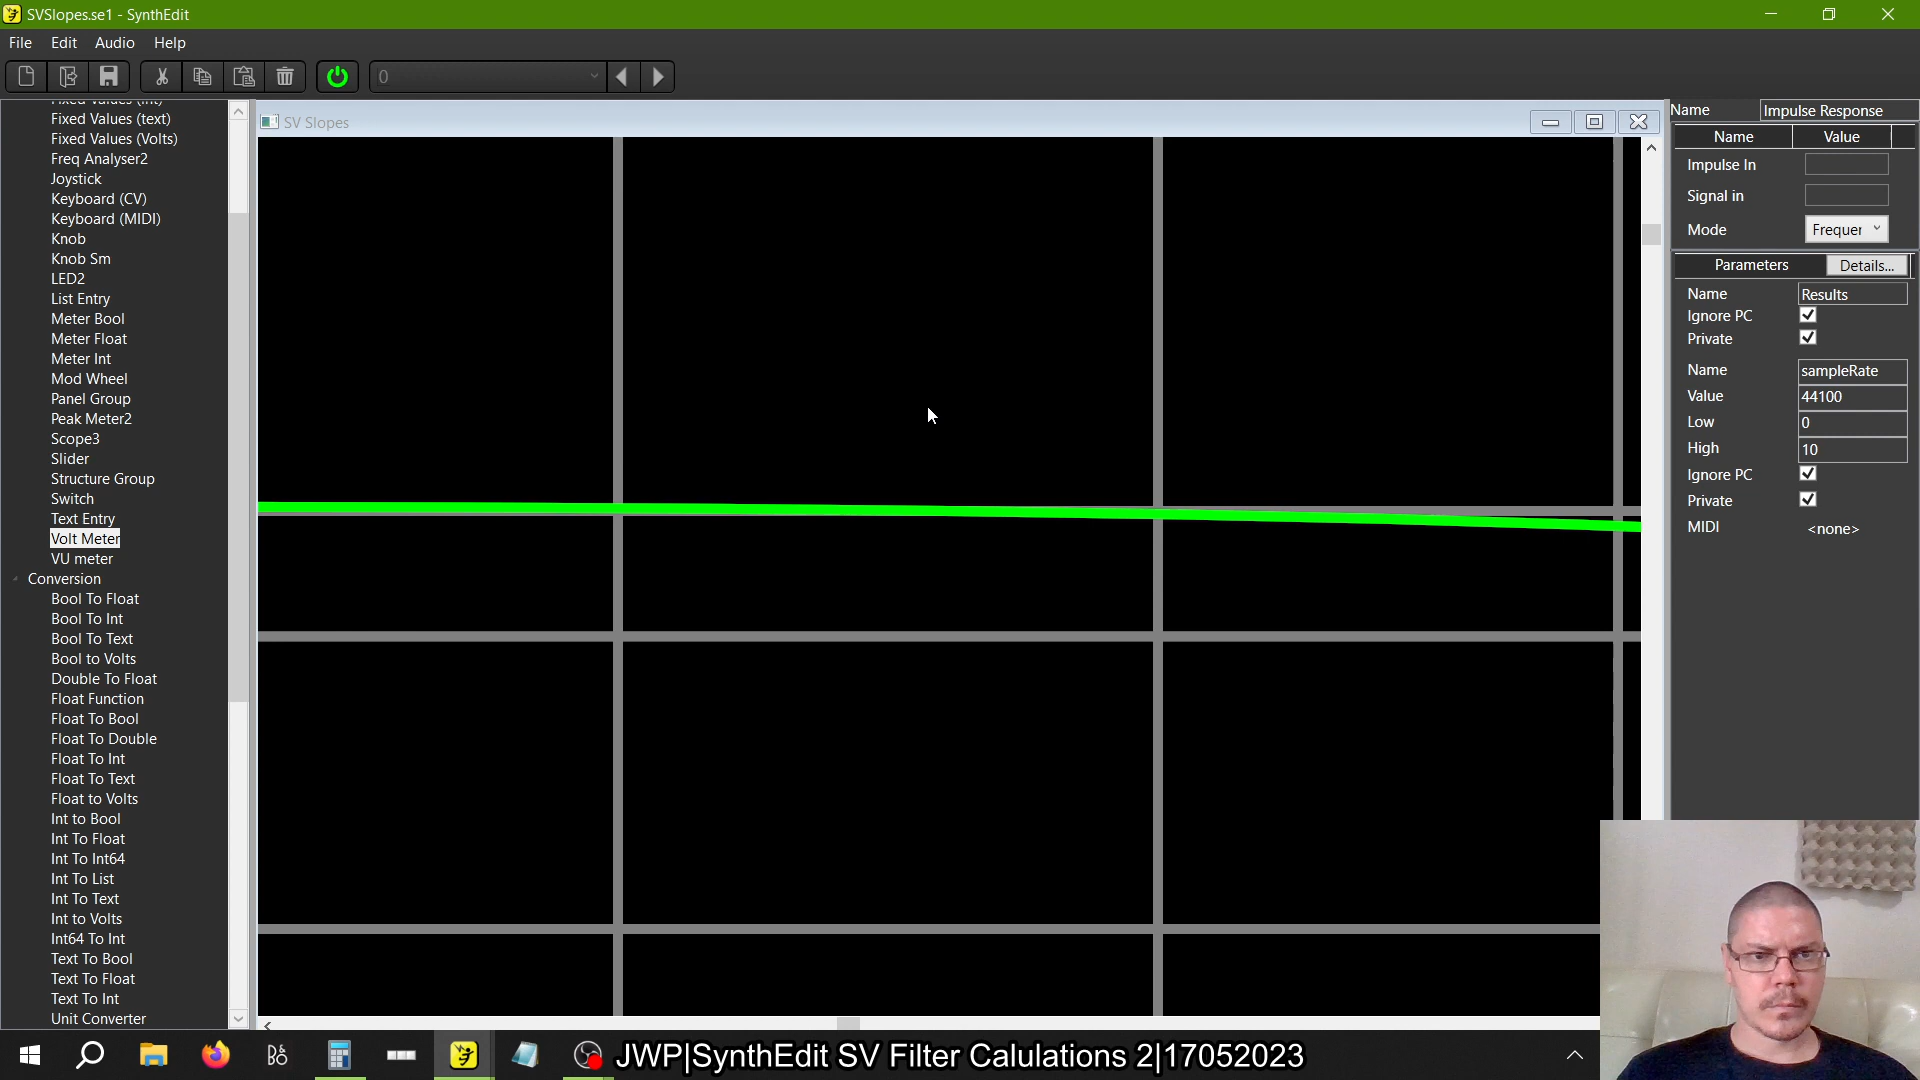 SVSlopes.se1 - SynthEdit
File Edit Audio Help
0
Fixed Values (int)
Fixed Values (text)
Fixed Values (Volts)
Freq Analyser2
Joystick
Keyboard (CV)
Keyboard (MIDI)
Knob
Knob Sm
LED2
List Entry
Meter Bool
Meter Float
Meter Int
Mod Wheel
Panel Group
Peak Meter2
Scope3
Slider
Structure Group
Switch
Text Entry
Volt Meter
VU meter
Conversion
Bool To Float
Bool To Int
Bool To Text
Bool to Volts
Double To Float
Float Function
Float To Bool
Float To Double
Float To Int
Float To Text
Float to Volts
Int to Bool
Int To Float
Int To Int64
Int To List
Int To Text
Int to Volts
Int64 To Int
Text To Bool
Text To Float
Text To Int
Unit Converter
SV Slopes
Name Impulse Response
Name Value
Impulse In
Signal in
Mode Frequer
Parameters Details...
Name Results
Ignore PC
Private
Name sampleRate
Value 44100
Low 0
High 10
Ignore PC
Private
MIDI <none>
JWP|SynthEdit SV Filter Calulations 2|17052023